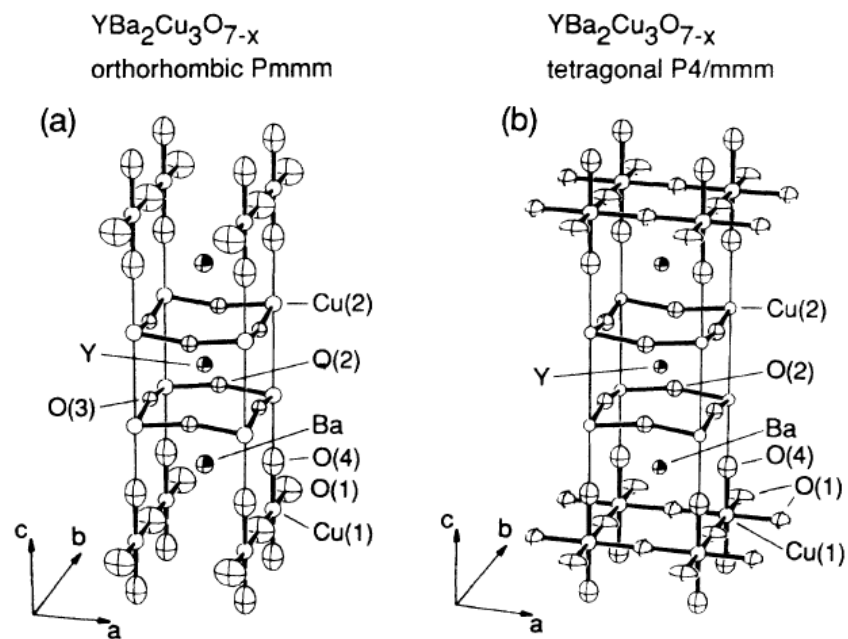 YBa2Cu3O7-x
orthorhombic Pmmm
(a)
Cu(2)
Y
O(2)
O(3)
Ba
O(4)
O(1)
Cu(1)
c
b
a
YBa2Cu3O7-x
tetragonal P4/mmm
(b)
Cu(2)
Y
O(2)
Ba
O(4)
O(1)
Cu(1)
c
b
a